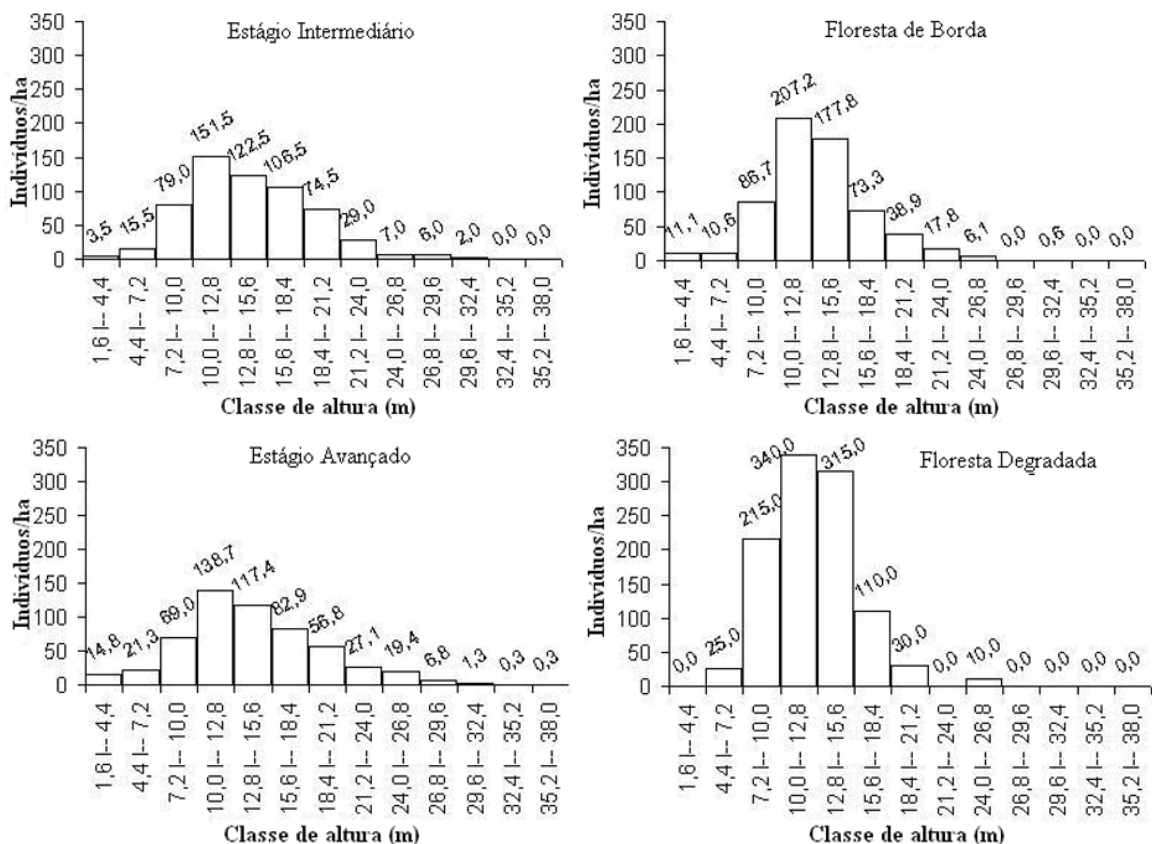 Estágio Intermediário
Indivíduos/ha
350
300
250
200
150
100
50
0
3,5
15,5
79,0
151,5
122,5
106,5
74,5
29,0
7,0
6,0
2,0
0,0
0,0
1,6 I-- 4,4
4,4 I-- 7,2
7,2 I-- 10,0
10,0 I-- 12,8
12,8 I-- 15,6
15,6 I-- 18,4
18,4 I-- 21,2
21,2 I-- 24,0
24,0 I-- 26,8
26,8 I-- 29,6
29,6 I-- 32,4
32,4 I-- 35,2
35,2 I-- 38,0
Classe de altura (m)
Floresta de Borda
Indivíduos/ha
350
300
250
200
150
100
50
0
11,1
10,6
86,7
207,2
177,8
73,3
38,9
17,8
6,1
0,0
0,6
0,0
0,0
1,6 I-- 4,4
4,4 I-- 7,2
7,2 I-- 10,0
10,0 I-- 12,8
12,8 I-- 15,6
15,6 I-- 18,4
18,4 I-- 21,2
21,2 I-- 24,0
24,0 I-- 26,8
26,8 I-- 29,6
29,6 I-- 32,4
32,4 I-- 35,2
35,2 I-- 38,0
Classe de altura (m)
Estágio Avançado
Indivíduos/ha
350
300
250
200
150
100
50
0
14,8
21,3
69,0
138,7
117,4
82,9
56,8
27,1
19,4
6,8
1,3
0,3
0,3
1,6 I-- 4,4
4,4 I-- 7,2
7,2 I-- 10,0
10,0 I-- 12,8
12,8 I-- 15,6
15,6 I-- 18,4
18,4 I-- 21,2
21,2 I-- 24,0
24,0 I-- 26,8
26,8 I-- 29,6
29,6 I-- 32,4
32,4 I-- 35,2
35,2 I-- 38,0
Classe de altura (m)
Floresta Degradada
Indivíduos/ha
350
300
250
200
150
100
50
0
0,0
25,0
215,0
340,0
315,0
110,0
30,0
0,0
10,0
0,0
0,0
0,0
0,0
1,6 I-- 4,4
4,4 I-- 7,2
7,2 I-- 10,0
10,0 I-- 12,8
12,8 I-- 15,6
15,6 I-- 18,4
18,4 I-- 21,2
21,2 I-- 24,0
24,0 I-- 26,8
26,8 I-- 29,6
29,6 I-- 32,4
32,4 I-- 35,2
35,2 I-- 38,0
Classe de altura (m)